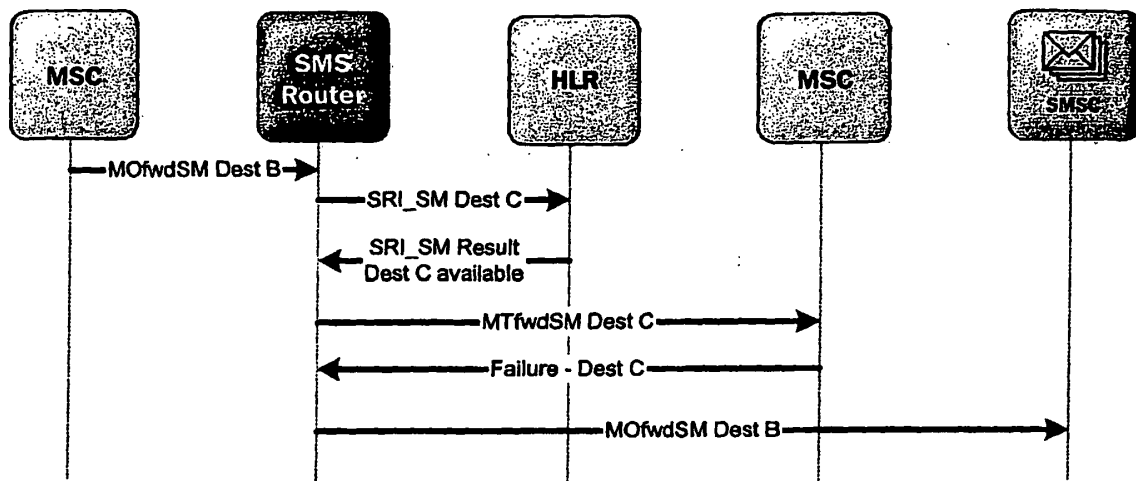 MSC
SMS
Router
HLR
MSC
SMSC
MOfwdSM Dest B
SRI_SM Dest C
SRI_SM Result
Dest C available
MTfwdSM Dest C
Failure - Dest C
MOfwdSM Dest B